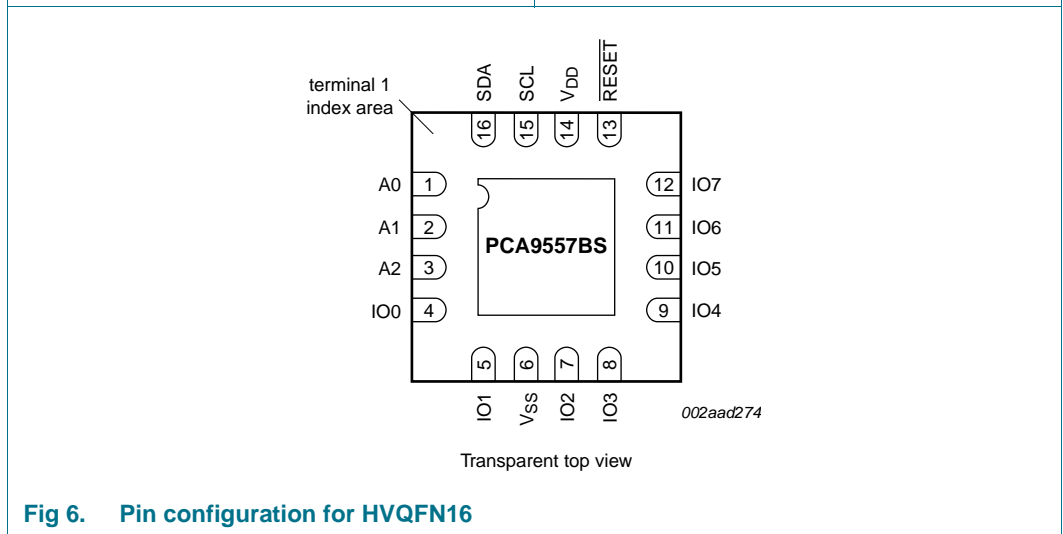 terminal 1
index area
SDA
SCL
VDD
RESET
16
15
14
13
A0 1
12 IO7
A1 2
11 IO6
PCA9557BS
A2 3
10 IO5
IO0 4
9 IO4
5
6
7
8
IO1
VSS
IO2
IO3
002aad274
Transparent top view
Fig 6. Pin configuration for HVQFN16